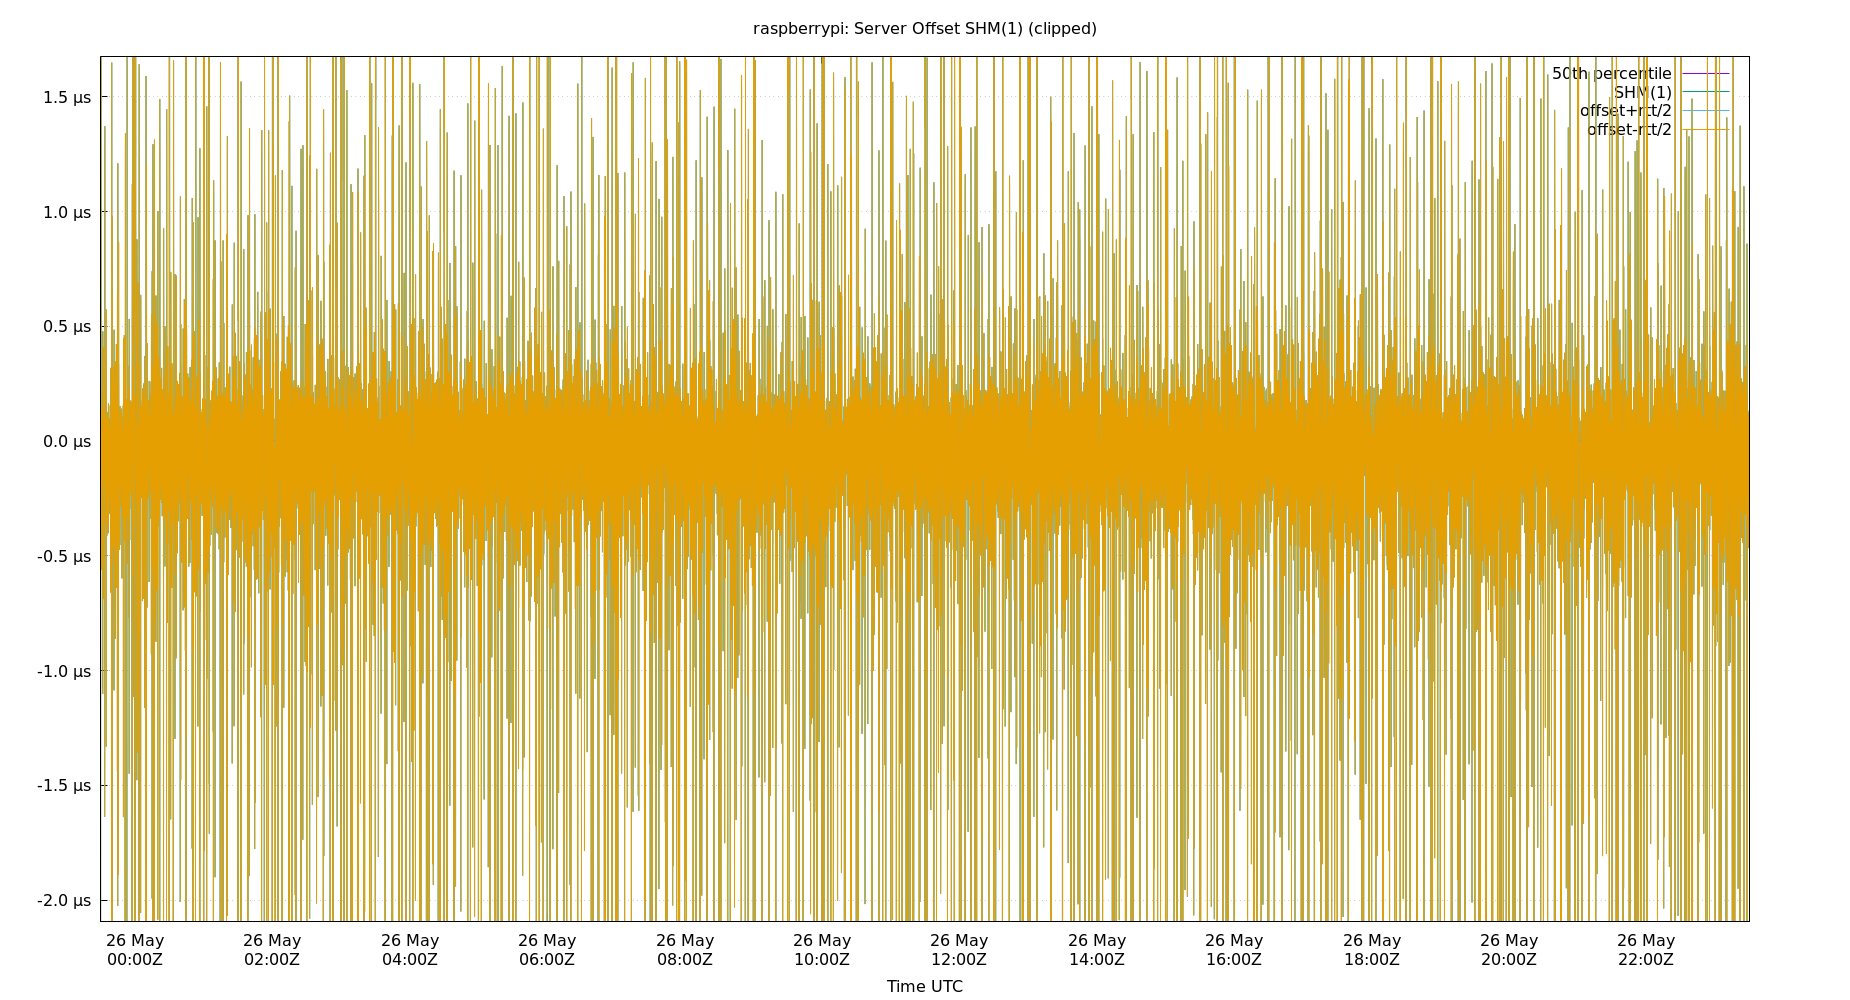 raspberrypi: Server Offset SHM(1) (clipped)
50th percentile
SHM(1)
offset+rtt/2
offset-rtt/2
1.5 µs
1.0 µs
0.5 µs
0.0 µs
-0.5 µs
-1.0 µs
-1.5 µs
-2.0 µs
26 May 26 May 26 May 26 May 26 May 26 May 26 May 26 May 26 May 26 May 26 May 26 May
00:00Z 02:00Z 04:00Z 06:00Z 08:00Z 10:00Z 12:00Z 14:00Z 16:00Z 18:00Z 20:00Z 22:00Z
Time UTC